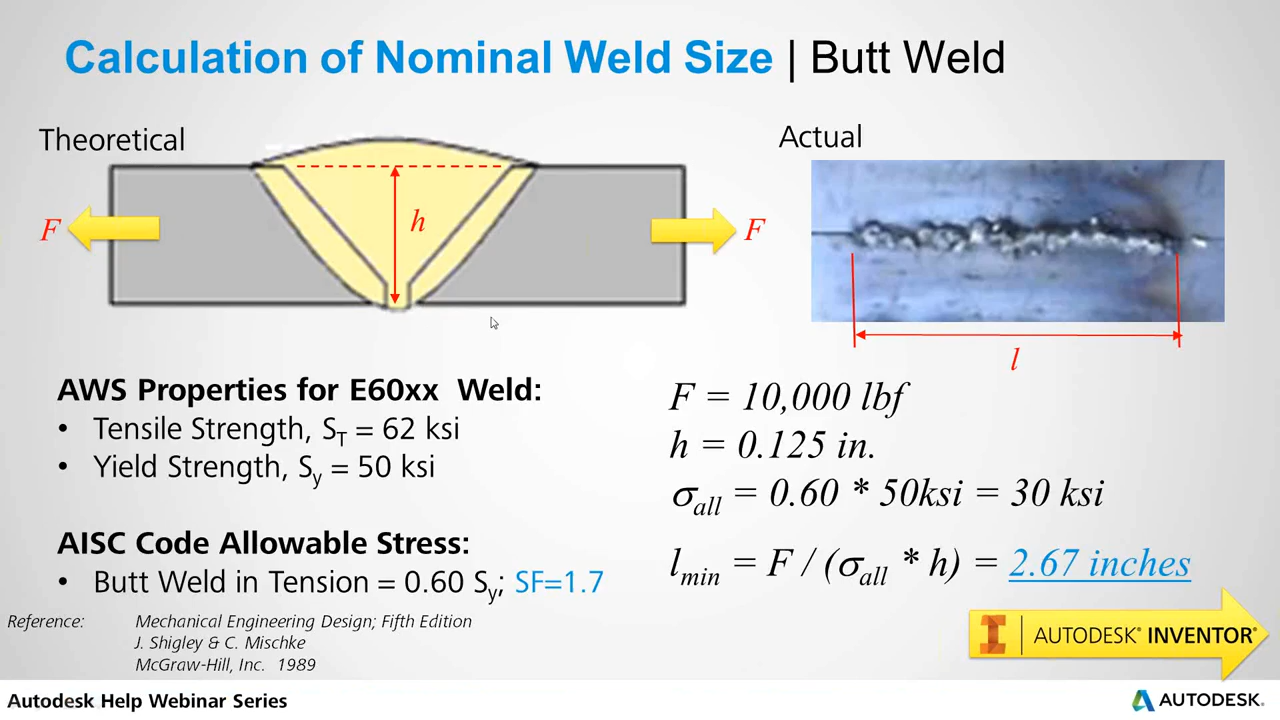 Calculation of Nominal Weld Size | Butt Weld
Theoretical
Actual
F
h
F
l
AWS Properties for E60xx Weld:
• Tensile Strength, S_T = 62 ksi
• Yield Strength, S_y = 50 ksi
AISC Code Allowable Stress:
• Butt Weld in Tension = 0.60 S_y; SF=1.7
F = 10,000 lbf
h = 0.125 in.
σ_all = 0.60 * 50ksi = 30 ksi
l_min = F / (σ_all * h) = 2.67 inches
Reference: Mechanical Engineering Design; Fifth Edition
J. Shigley & C. Mischke
McGraw-Hill, Inc. 1989
I | AUTODESK® INVENTOR®
Autodesk Help Webinar Series
AUTODESK.